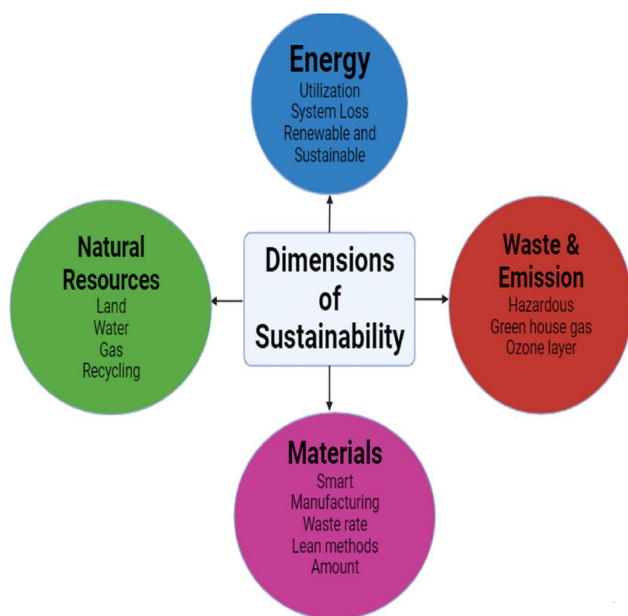 Energy
Utilization
System Loss
Renewable and
Sustainable
Natural
Resources
Land
Water
Gas
Recycling
Dimensions
of
Sustainability
Waste &
Emission
Hazardous
Green house gas
Ozone layer
Materials
Smart
Manufacturing
Waste rate
Lean methods
Amount